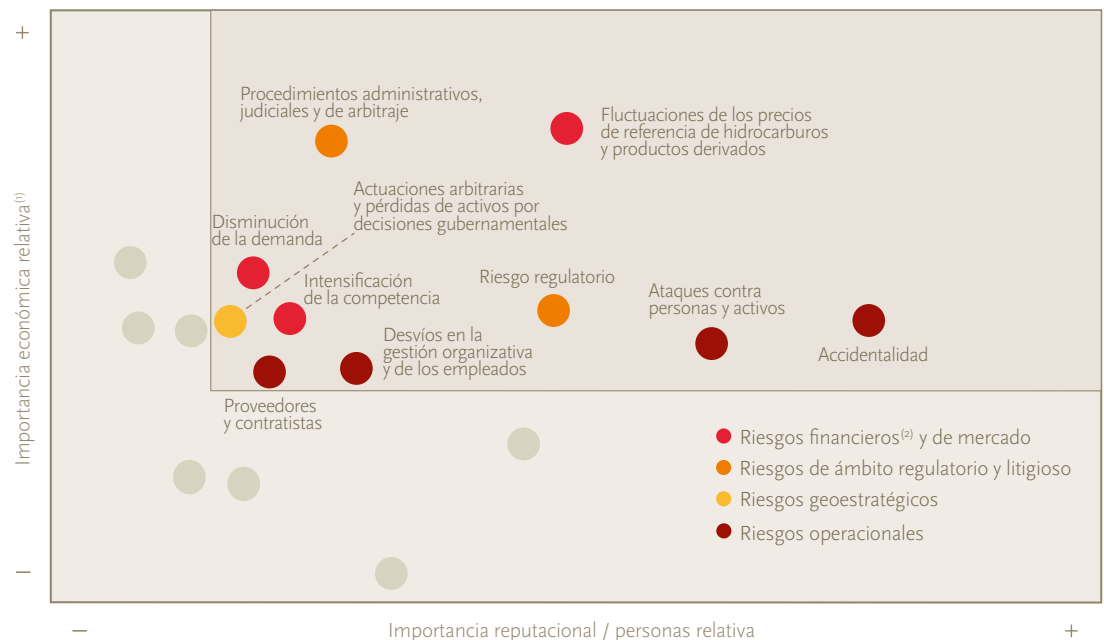 +
Importancia económica relativa⁽¹⁾
–
Procedimientos administrativos,
judiciales y de arbitraje
Fluctuaciones de los precios
de referencia de hidrocarburos
y productos derivados
Actuaciones arbitrarias
y pérdidas de activos por
decisiones gubernamentales
Disminución
de la demanda
Intensificación
de la competencia
Riesgo regulatorio
Ataques contra
personas y activos
Accidentalidad
Desvíos en la
gestión organizativa
y de los empleados
Proveedores
y contratistas
Riesgos financieros⁽²⁾ y de mercado
Riesgos de ámbito regulatorio y litigioso
Riesgos geoestratégicos
Riesgos operacionales
–
Importancia reputacional / personas relativa
+